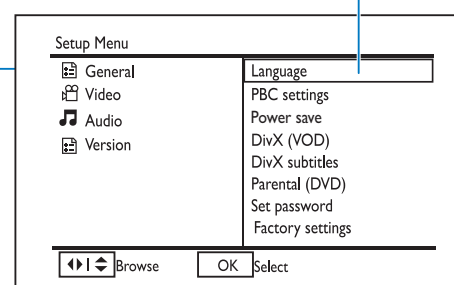 Setup Menu
General
Video
Audio
Version
Language
PBC settings
Power save
DivX (VOD)
DivX subtitles
Parental (DVD)
Set password
Factory settings
Browse
OK Select